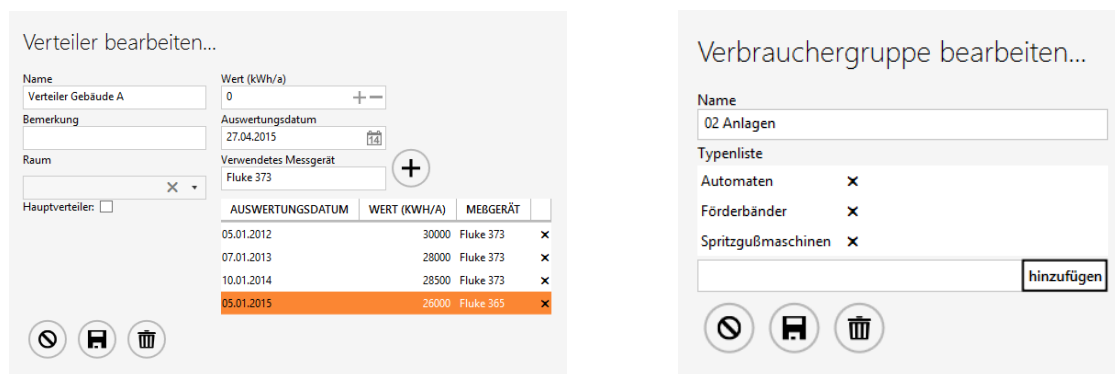 Verteiler bearbeiten...
Name
Verteiler Gebäude A
Bemerkung
Raum
Hauptverteiler:
Wert (kWh/a)
0
Auswertungsdatum
27.04.2015
14
Verwendetes Messgerät
Fluke 373
AUSWERTUNGSDATUM WERT (KWH/A) MEßGERÄT
05.01.2012 30000 Fluke 373
07.01.2013 28000 Fluke 373
10.01.2014 28500 Fluke 373
05.01.2015 26000 Fluke 365
Verbrauchergruppe bearbeiten...
Name
02 Anlagen
Typenliste
Automaten
Förderbänder
Spritzgußmaschinen
hinzufügen